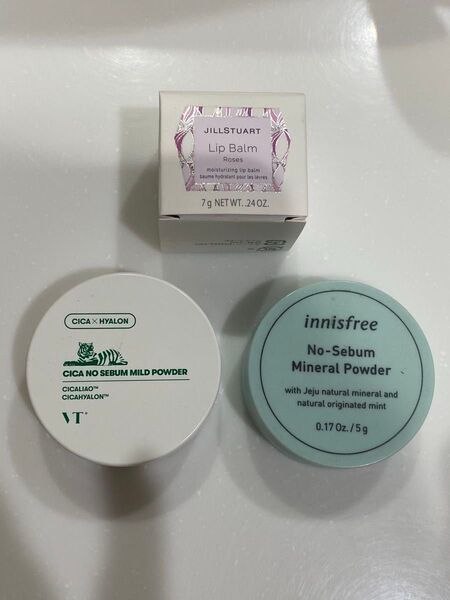 JILLSTUART
Lip Balm
Roses
moisturizing lip balm
baume hydratant pour les lèvres
7 g NET WT. .24 OZ.
CICA × HYALON
CICA NO SEBUM MILD POWDER
CICALIAO™
CICAHYALON™
VT®
innisfree
No-Sebum
Mineral Powder
with Jeju natural mineral and
natural originated mint
0.17 Oz. / 5 g